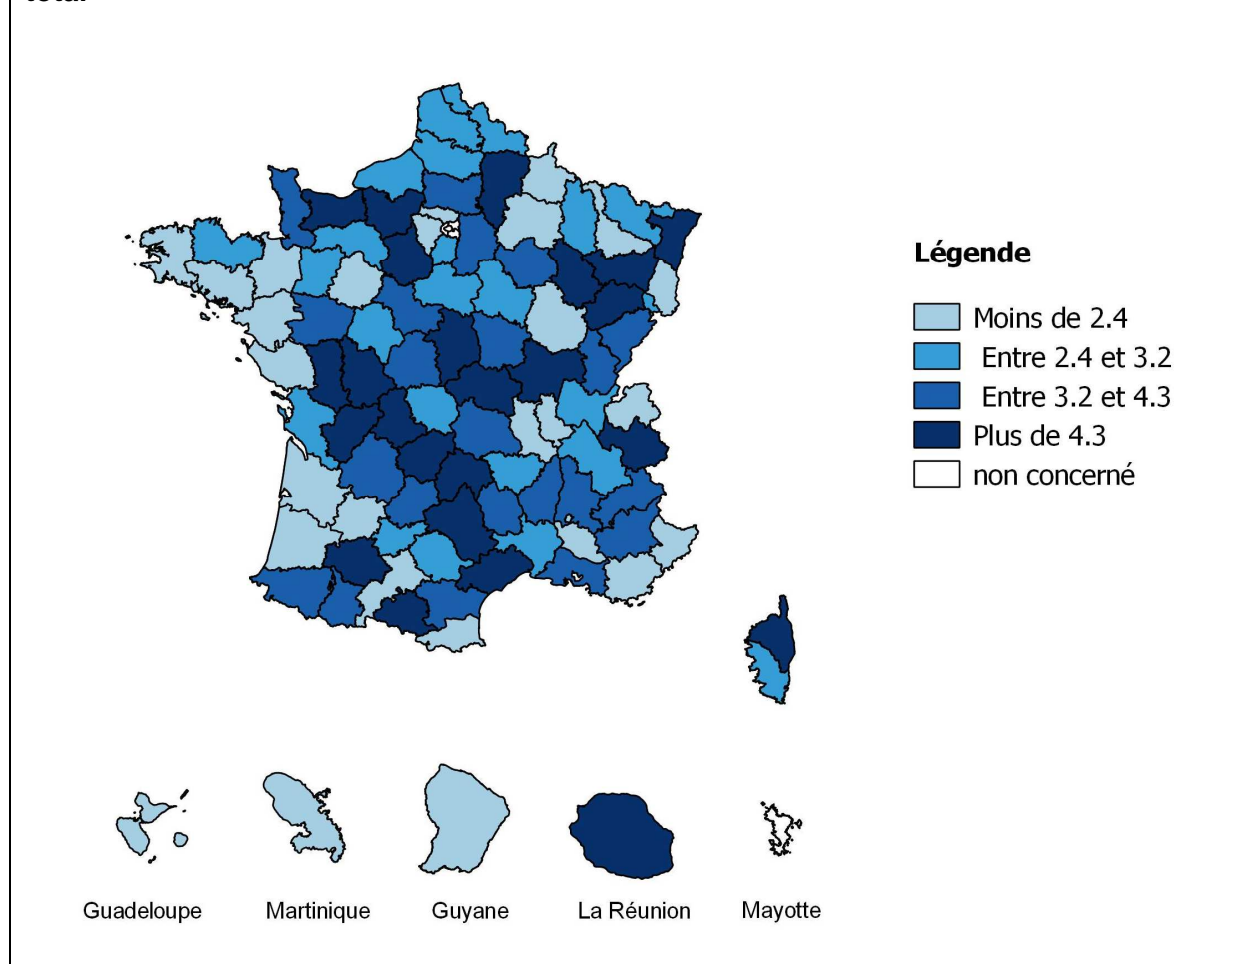 Légende
Moins de 2.4
Entre 2.4 et 3.2
Entre 3.2 et 4.3
Plus de 4.3
non concerné
Guadeloupe
Martinique
Guyane
La Réunion
Mayotte